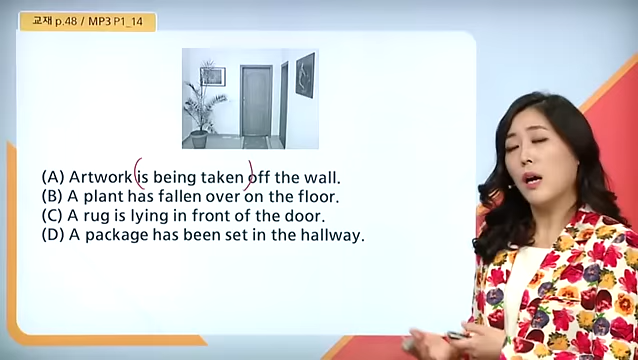 교재 p.48 / MP3 P1_14
(A) Artwork is being taken off the wall.
(B) A plant has fallen over on the floor.
(C) A rug is lying in front of the door.
(D) A package has been set in the hallway.